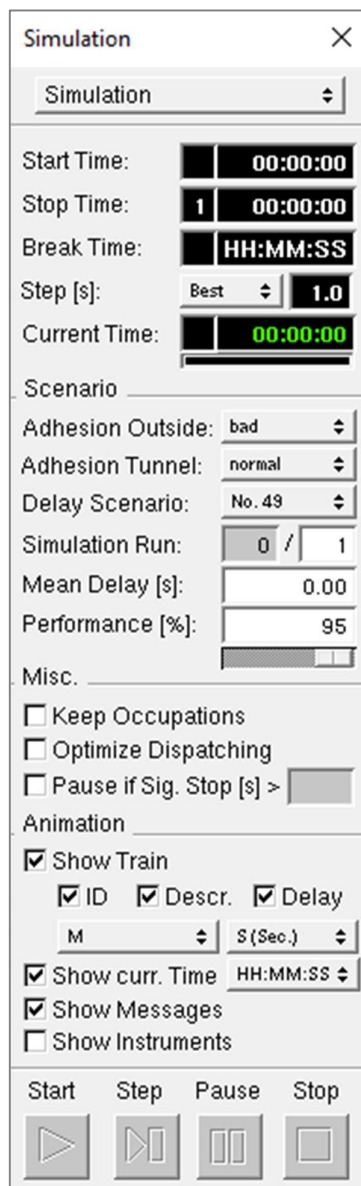 Simulation
Simulation
Start Time: 00:00:00
Stop Time: 1 00:00:00
Break Time: HH:MM:SS
Step [s]: Best 1.0
Current Time: 00:00:00
Scenario
Adhesion Outside: bad
Adhesion Tunnel: normal
Delay Scenario: No. 49
Simulation Run: 0 / 1
Mean Delay [s]: 0.00
Performance [%]: 95
Misc.
Keep Occupations
Optimize Dispatching
Pause if Sig. Stop [s] >
Animation
Show Train
ID Descr. Delay
M S (Sec.)
Show curr. Time HH:MM:SS
Show Messages
Show Instruments
Start Step Pause Stop